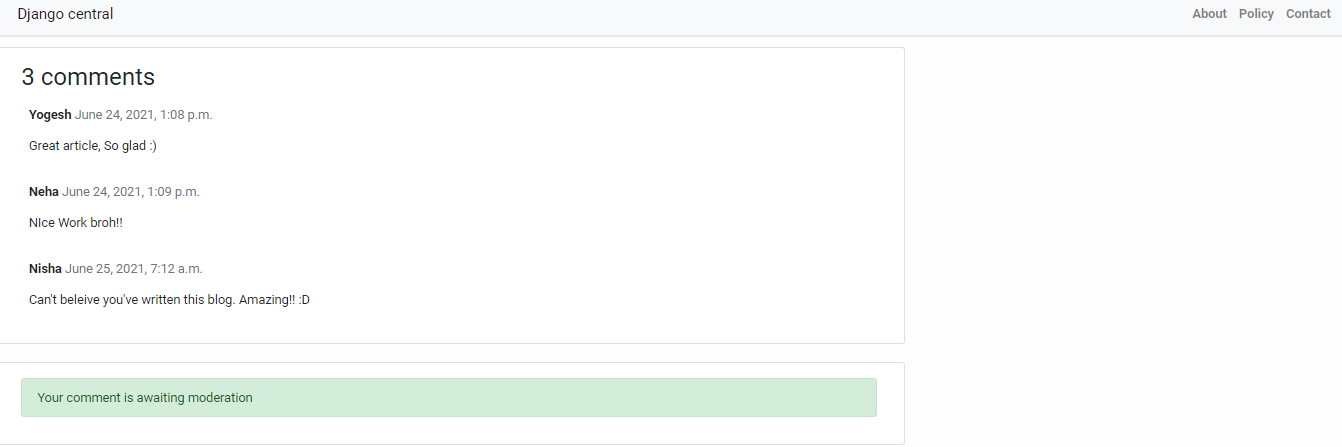 Django central
About Policy Contact
3 comments
Yogesh June 24, 2021, 1:08 p.m.
Great article, So glad :)
Neha June 24, 2021, 1:09 p.m.
NIce Work broh!!
Nisha June 25, 2021, 7:12 a.m.
Can't beleive you've written this blog. Amazing!! :D
Your comment is awaiting moderation